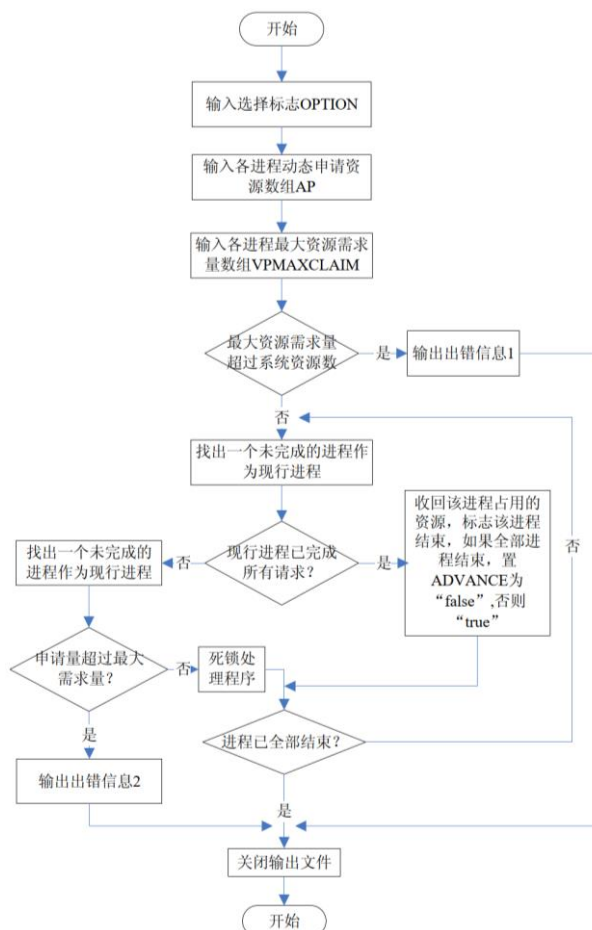 开始
输入选择标志OPTION
输入各进程动态申请资
源数组AP
输入各进程最大资源需求
量数组VPMAXCLAIM
最大资源需求量
超过系统资源数
是
输出出错信息1
否
找出一个未完成的进程作
为现行进程
现行进程已完成
所有请求？
是
收回该进程占用的
资源，标志该进程
结束，如果全部进
程结束，置
ADVANCE为
“false”,否则
“true”
否
否
找出一个未完成的
进程作为现行进程
申请量超过最大
需求量？
否
死锁处
理程序
是
输出出错信息2
进程已全部结束？
是
关闭输出文件
开始